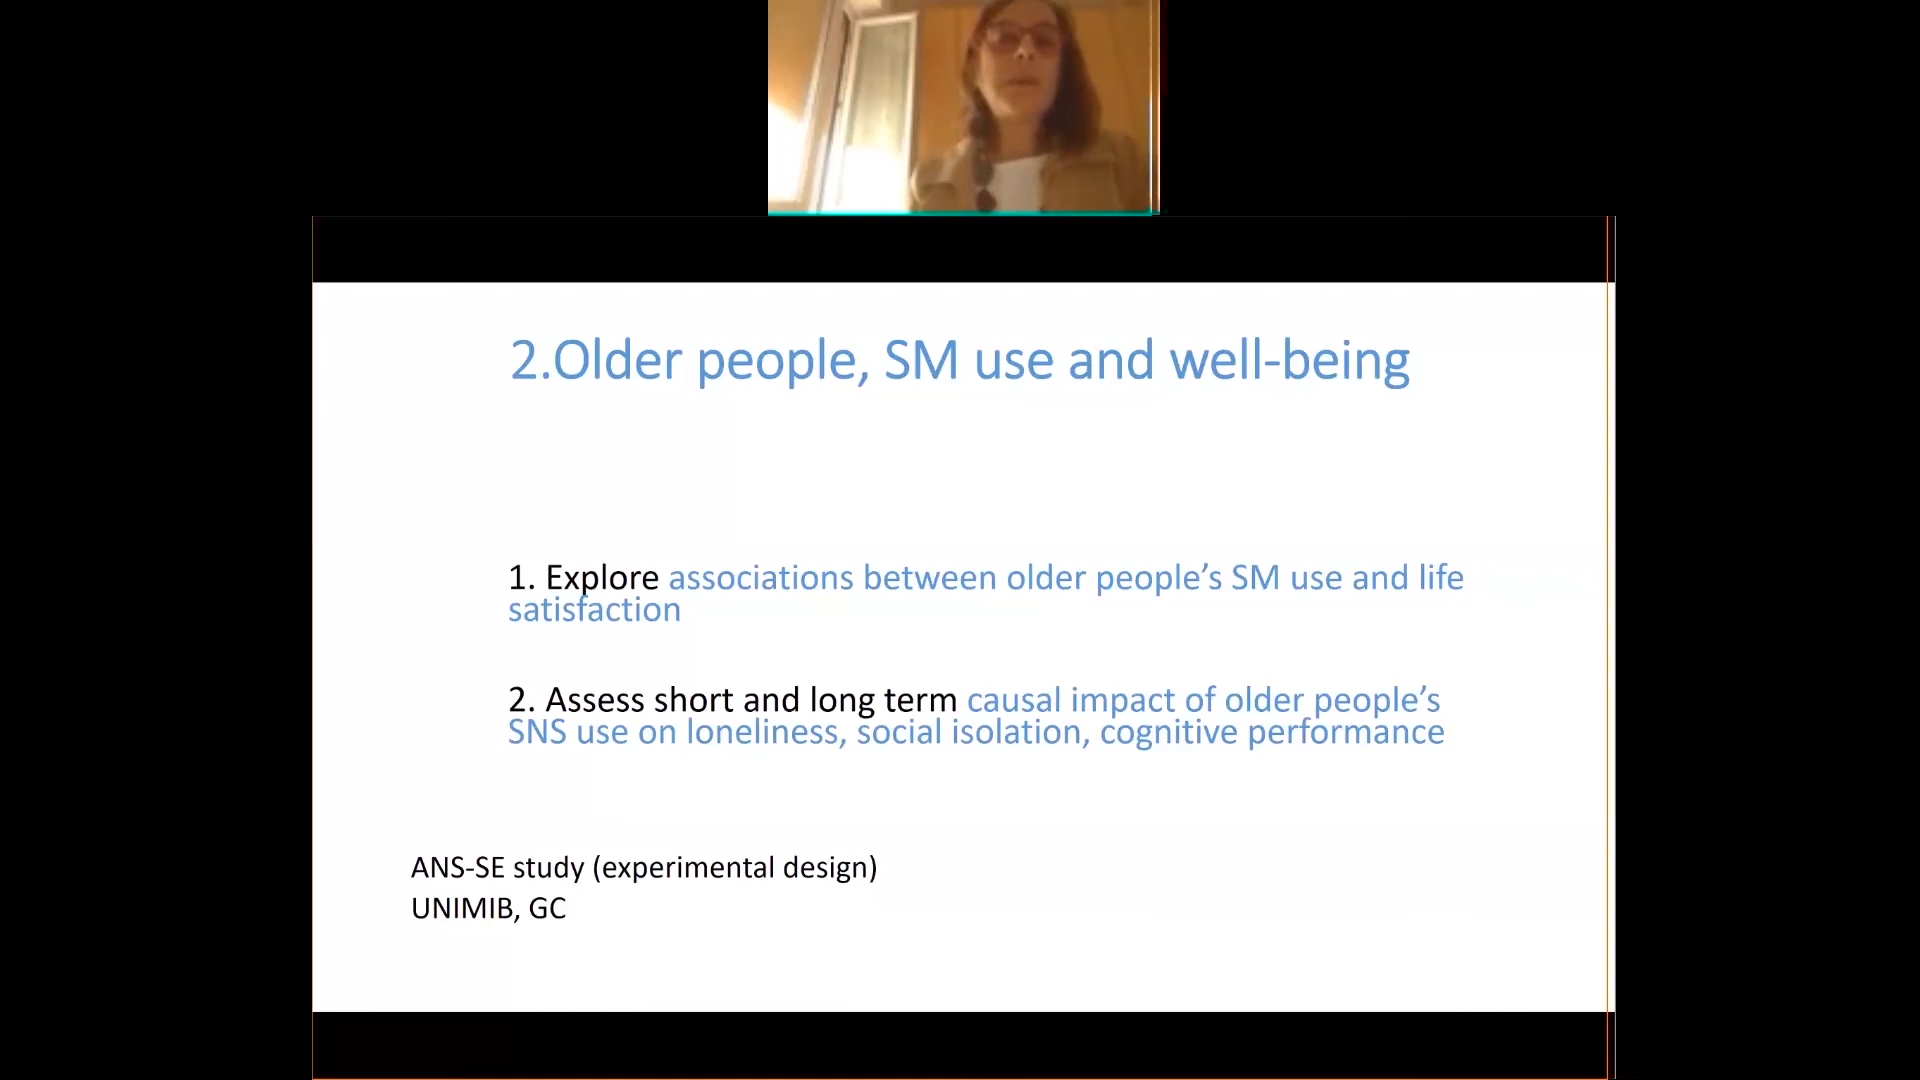 2.Older people, SM use and well-being
1. Explore associations between older people’s SM use and life
satisfaction
2. Assess short and long term causal impact of older people’s
SNS use on loneliness, social isolation, cognitive performance
ANS-SE study (experimental design)
UNIMIB, GC